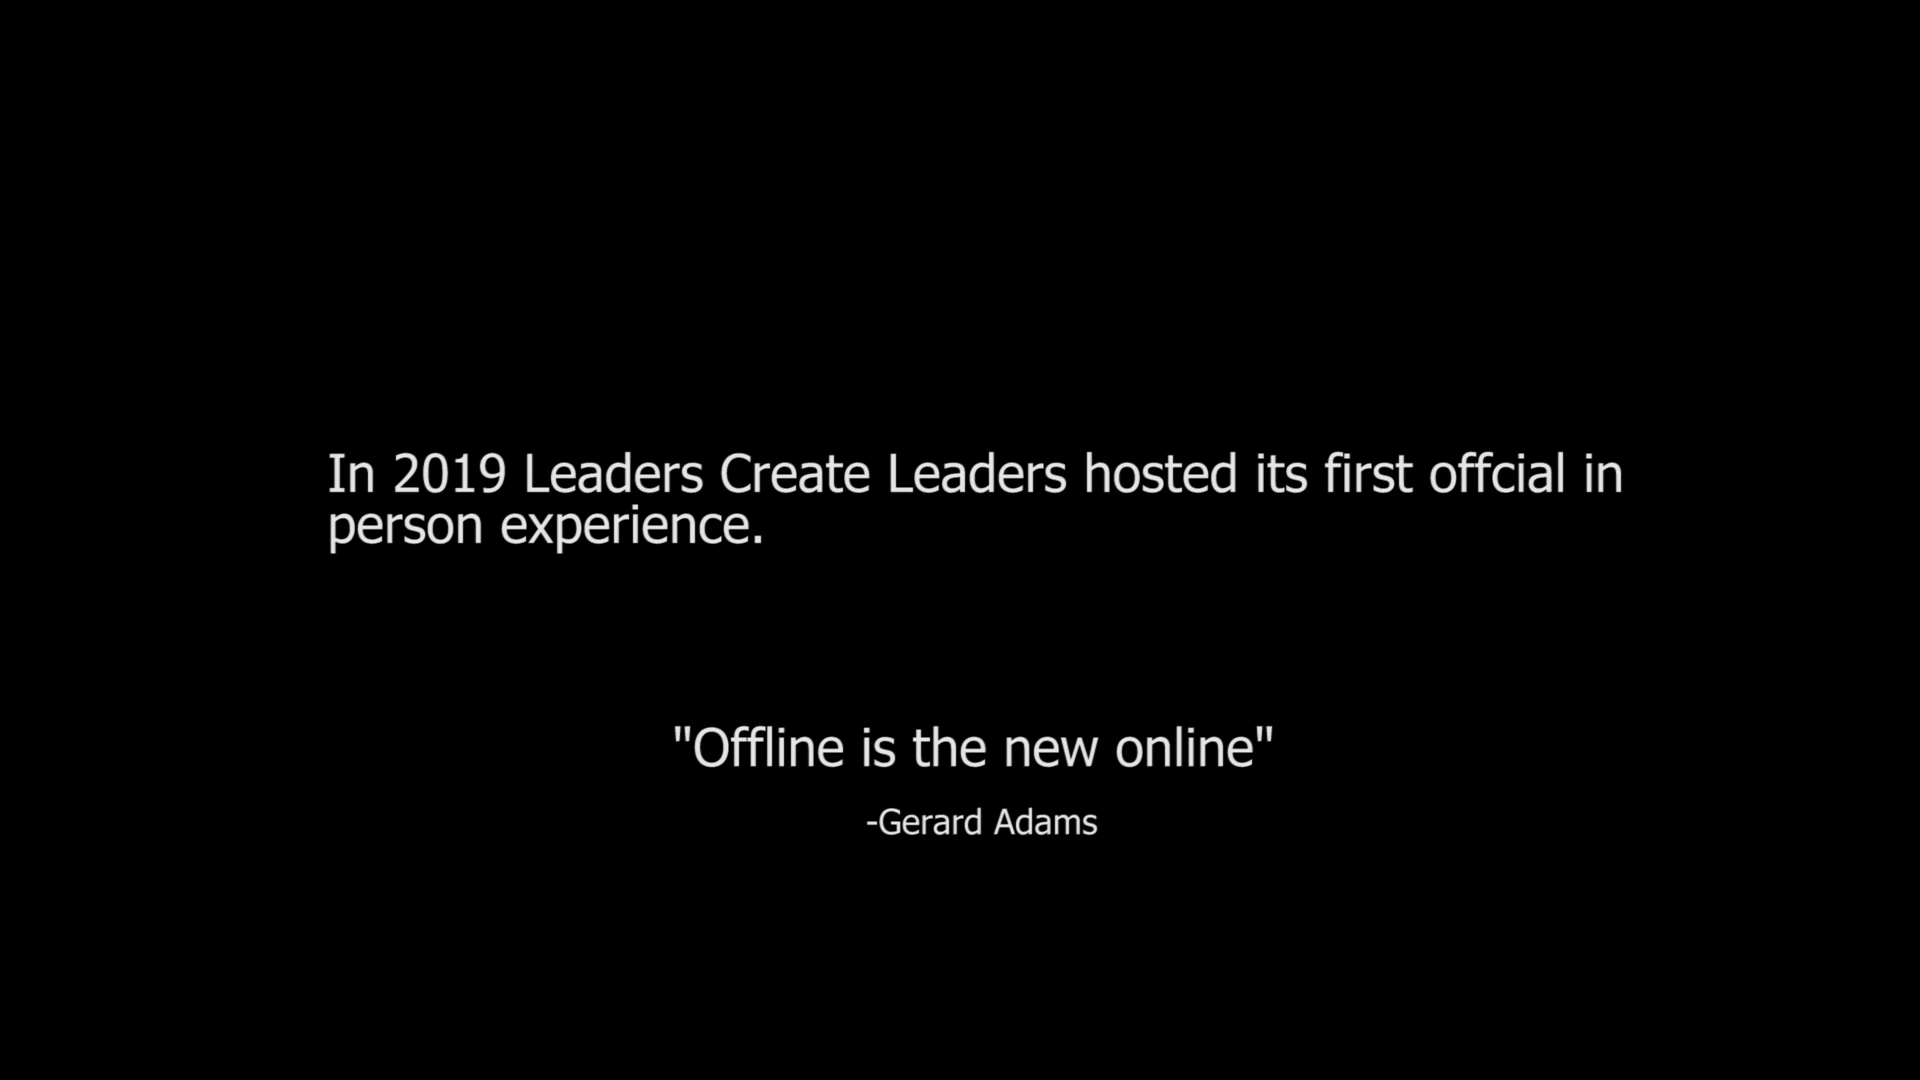 In 2019 Leaders Create Leaders hosted its first offcial in
person experience.
"Offline is the new online"
-Gerard Adams